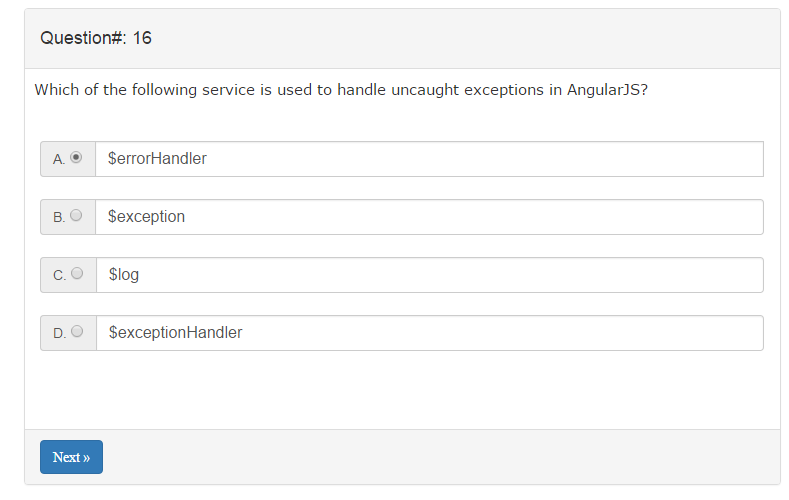 Question#: 16
Which of the following service is used to handle uncaught exceptions in AngularJS?
A. $errorHandler
B. $exception
C. $log
D. $exceptionHandler
Next »